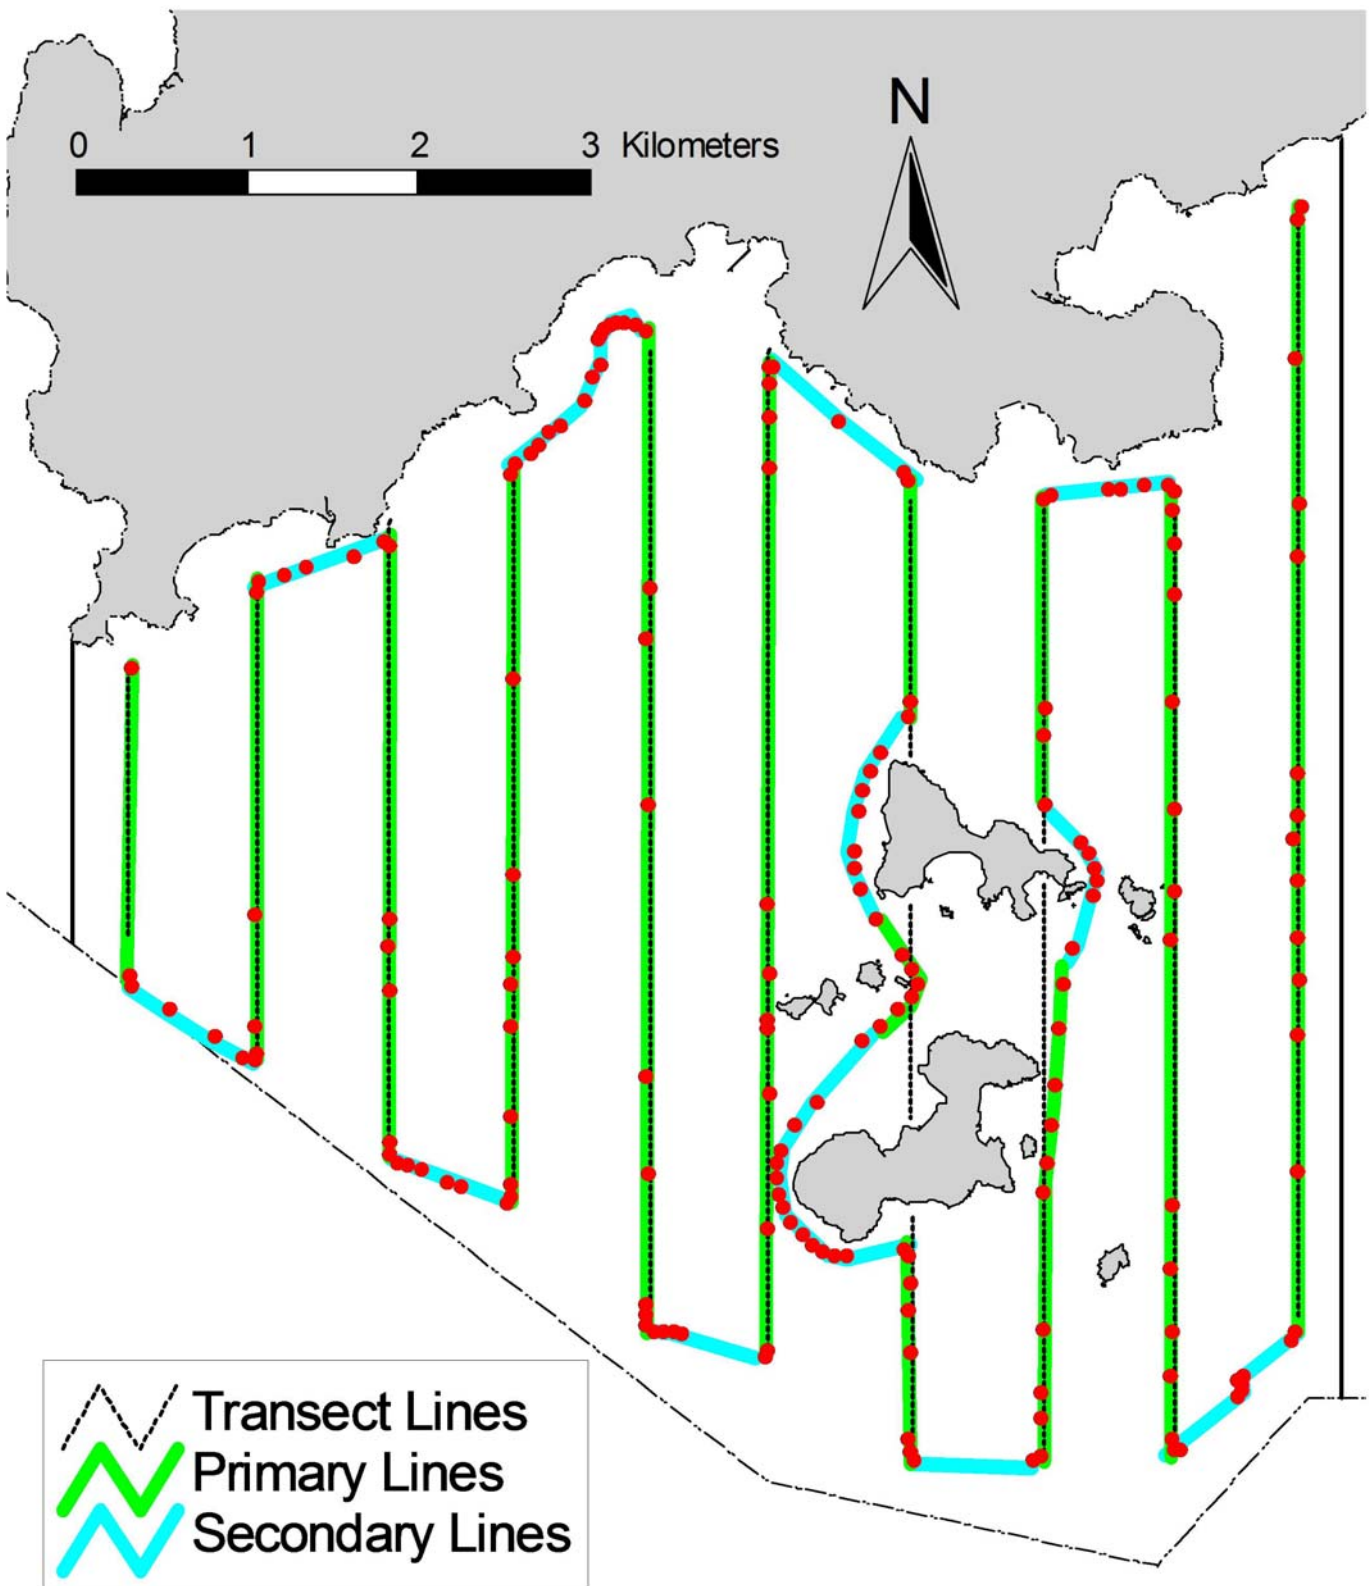 N
0 1 2 3 Kilometers
Transect Lines
Primary Lines
Secondary Lines